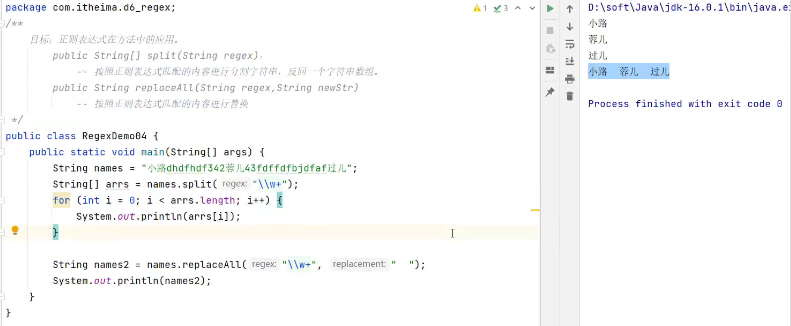 package com.itheima.d6_regex;
/**
目标：正则表达式在方法中的应用。
public String[] split(String regex)：
-- 按照正则表达式匹配的内容进行分割字符串，反回一个字符串数组。
public String replaceAll(String regex,String newStr)
-- 按照正则表达式匹配的内容进行替换
*/
public class RegexDemo04 {
public static void main(String[] args) {
String names = "小路dhdfhdf342蓉儿43fdffdfbjdfaf过儿";
String[] arrs = names.split( regex: "\\w+");
for (int i = 0; i < arrs.length; i++) {
System.out.println(arrs[i]);
}
String names2 = names.replaceAll( regex: "\\w+", replacement: "  ");
System.out.println(names2);
}
}
1 3
D:\soft\Java\jdk-16.0.1\bin\java.e
小路
蓉儿
过儿
小路  蓉儿  过儿
Process finished with exit code 0